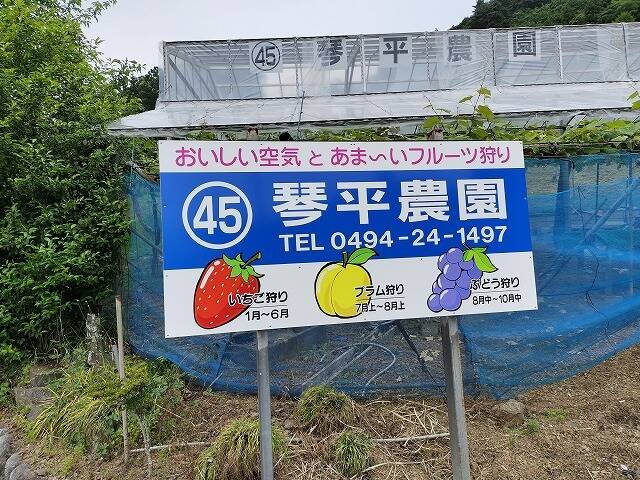 ㊺ 琴平農園
おいしい空気 と あま〜いフルーツ狩り
㊺ 琴平農園
TEL 0494-24-1497
いちご狩り
1月〜6月
プラム狩り
7月上〜8月上
ぶどう狩り
8月中〜10月中